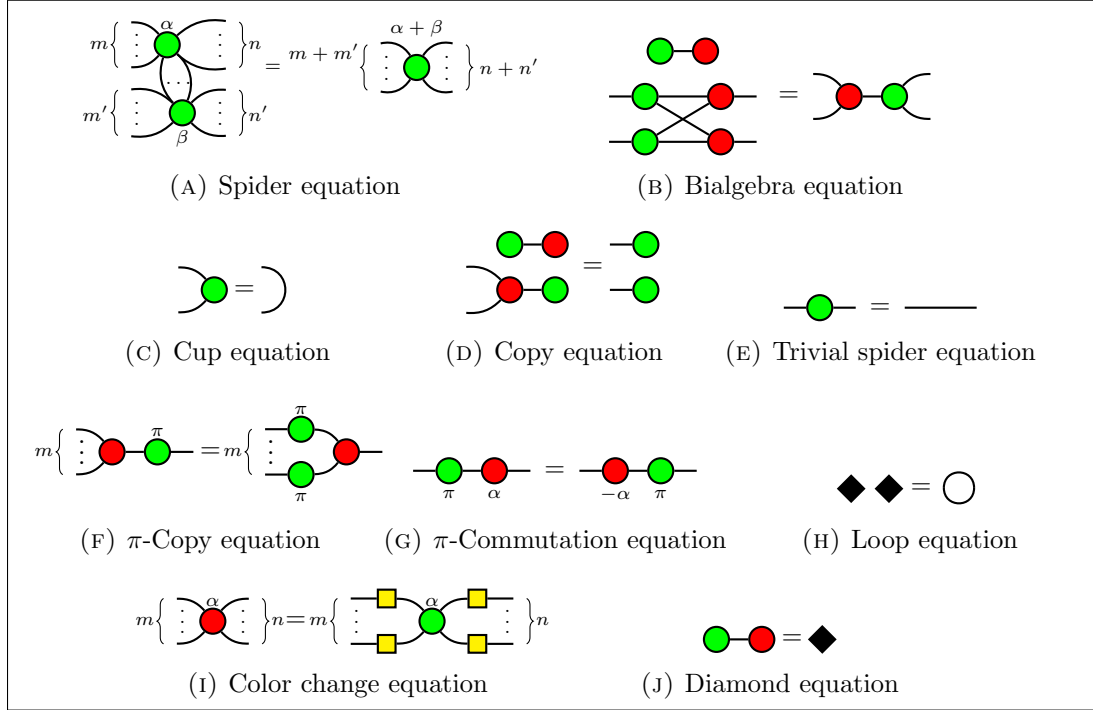 α
m n
m′ n′
β
=
α + β
m + m′ n + n′
=
(A) Spider equation
(B) Bialgebra equation
=
=
(C) Cup equation
(D) Copy equation
=
(E) Trivial spider equation
m π = m π π
(F) π-Copy equation
π α = −α π
(G) π-Commutation equation
=
(H) Loop equation
m α n = m α n
(I) Color change equation
=
(J) Diamond equation